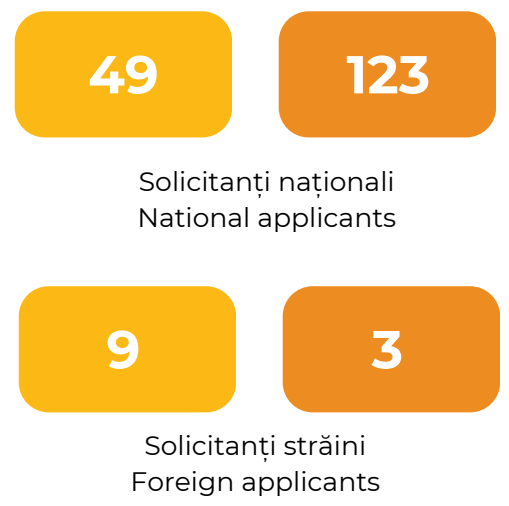 49 123
Solicitanți naționali
National applicants
9 3
Solicitanți străini
Foreign applicants